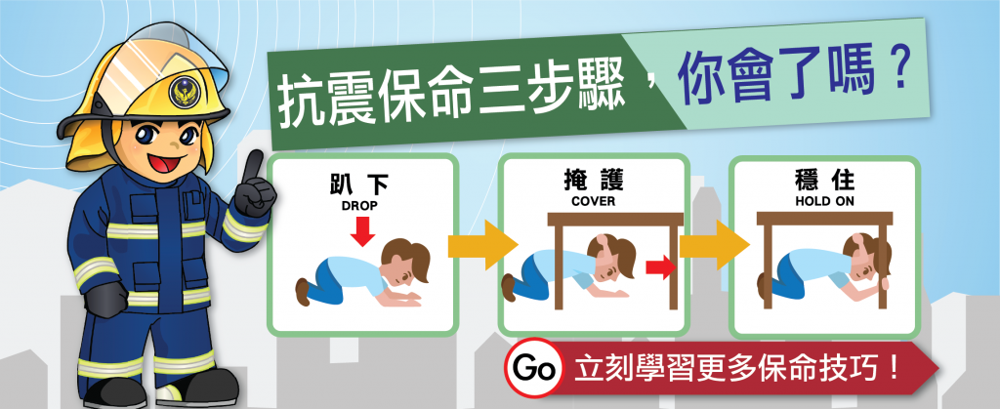 抗震保命三步驟，你會了嗎？
趴下
DROP
掩護
COVER
穩住
HOLD ON
Go 立刻學習更多保命技巧！